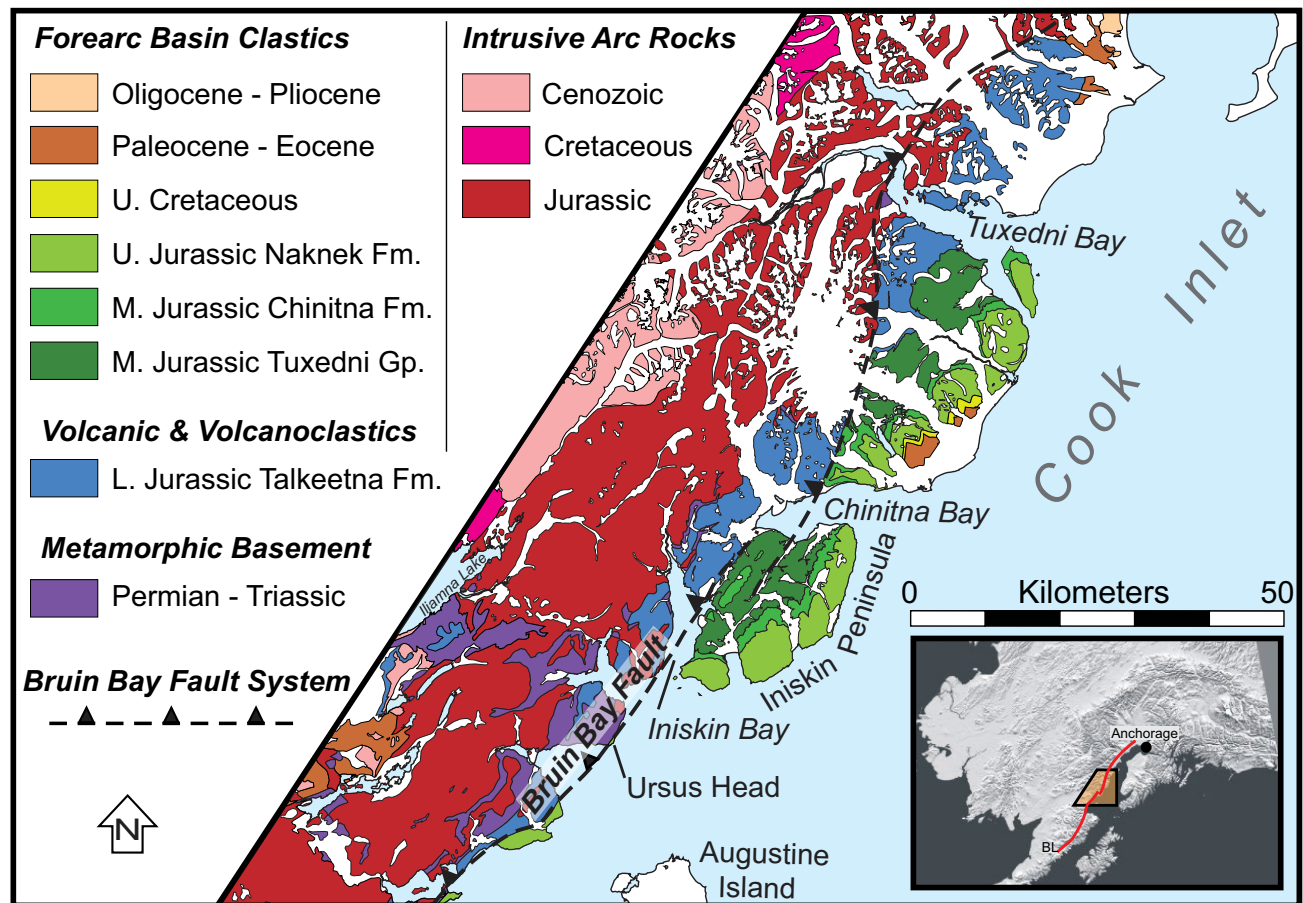 Forearc Basin Clastics
Oligocene - Pliocene
Paleocene - Eocene
U. Cretaceous
U. Jurassic Naknek Fm.
M. Jurassic Chinitna Fm.
M. Jurassic Tuxedni Gp.
Volcanic & Volcanoclastics
L. Jurassic Talkeetna Fm.
Metamorphic Basement
Permian - Triassic
Bruin Bay Fault System
N
Intrusive Arc Rocks
Cenozoic
Cretaceous
Jurassic
Tuxedni Bay
Cook Inlet
Chinitna Bay
Iniskin Peninsula
Iliamna Lake
Bruin Bay Fault
Iniskin Bay
Ursus Head
Augustine
Island
0 Kilometers 50
Anchorage
BL